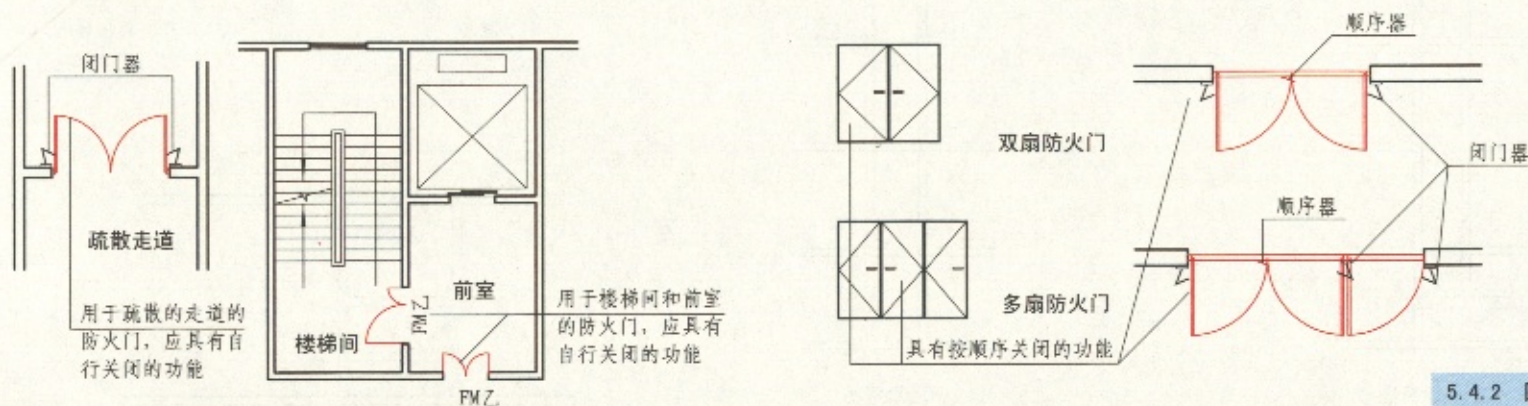 闭门器
疏散走道
用于疏散的走道的
防火门，应具有自
行关闭的功能
楼梯间
前室
FM乙
FM乙
用于楼梯间和前室
的防火门，应具有
自行关闭的功能
双扇防火门
多扇防火门
具有按顺序关闭的功能
顺序器
闭门器
顺序器
5.4.2